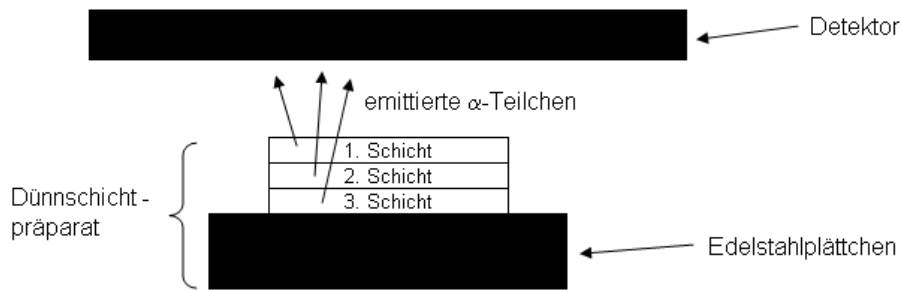 Detektor
emittierte α-Teilchen
1. Schicht
2. Schicht
3. Schicht
Dünnschicht -
präparat
Edelstahlplättchen